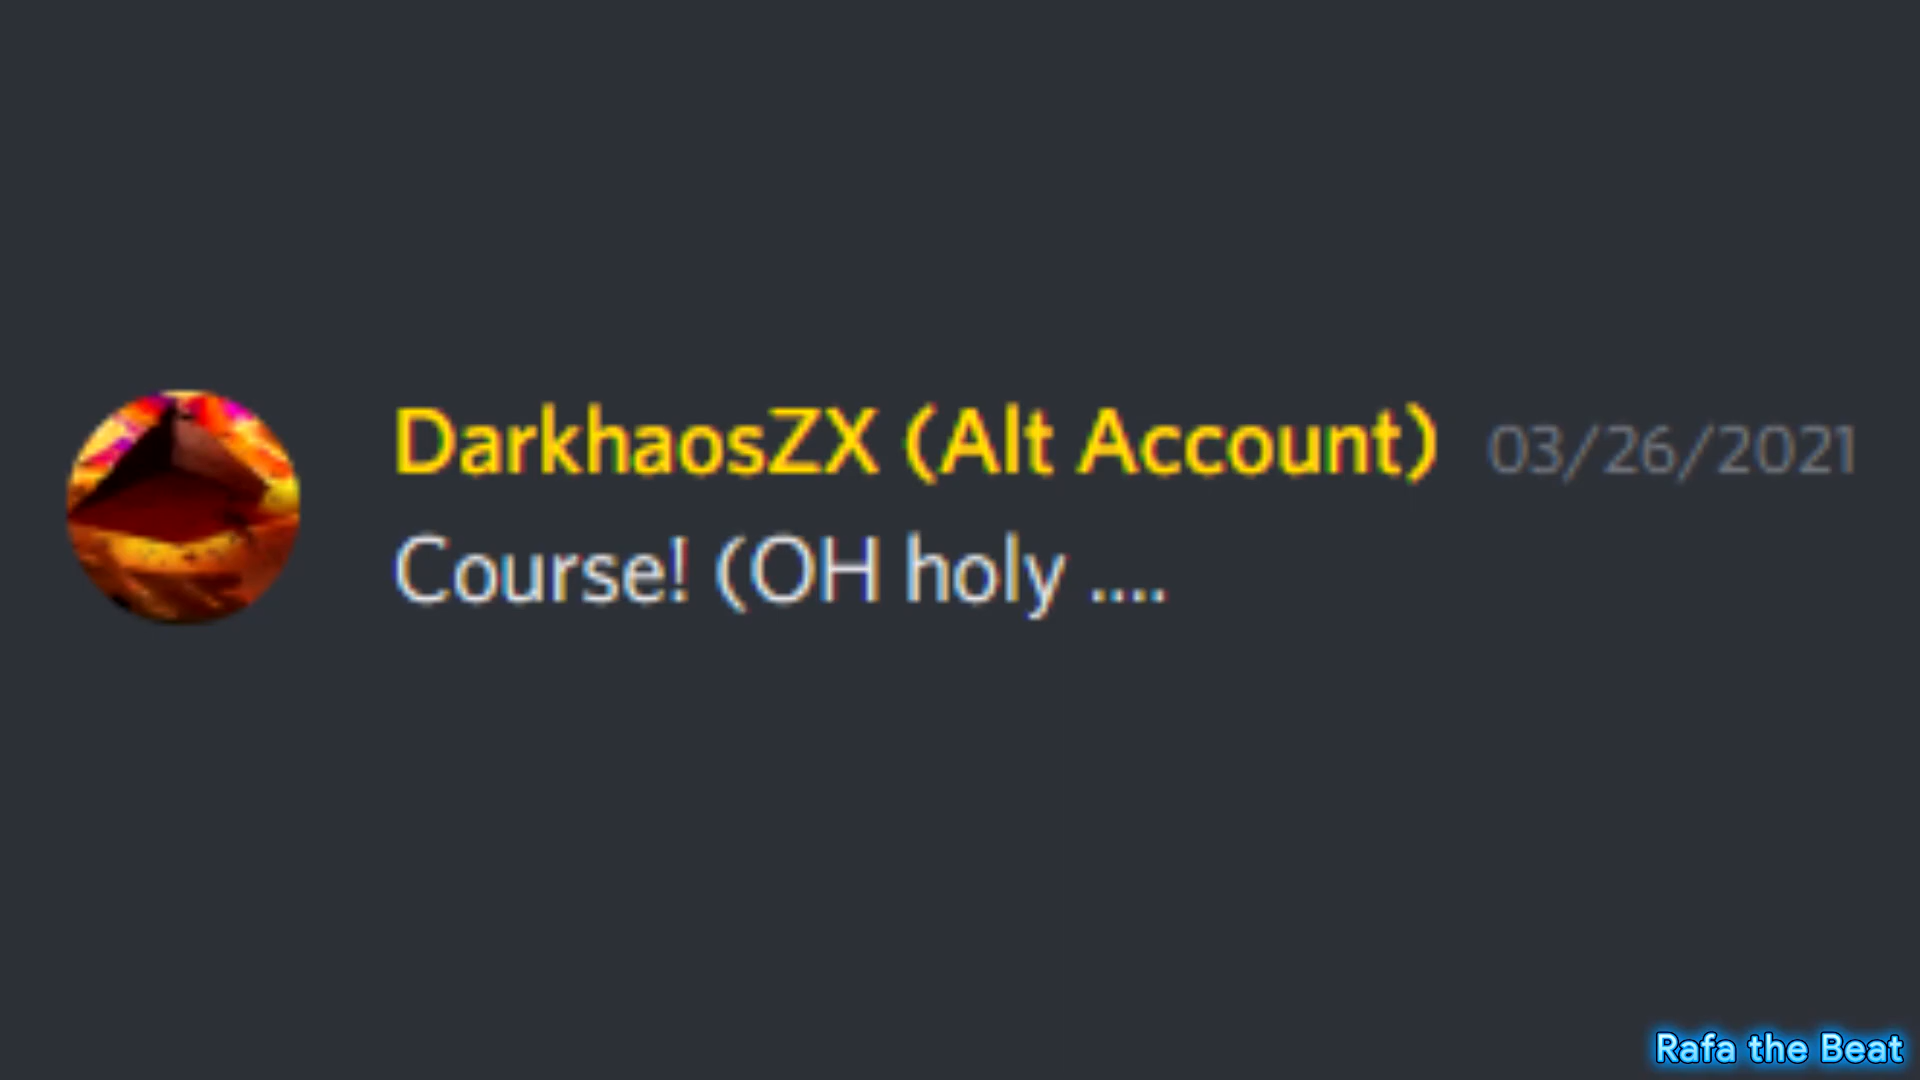 DarkhaosZX (Alt Account) 03/26/2021
Course! (OH holy ....
Rafa the Beat